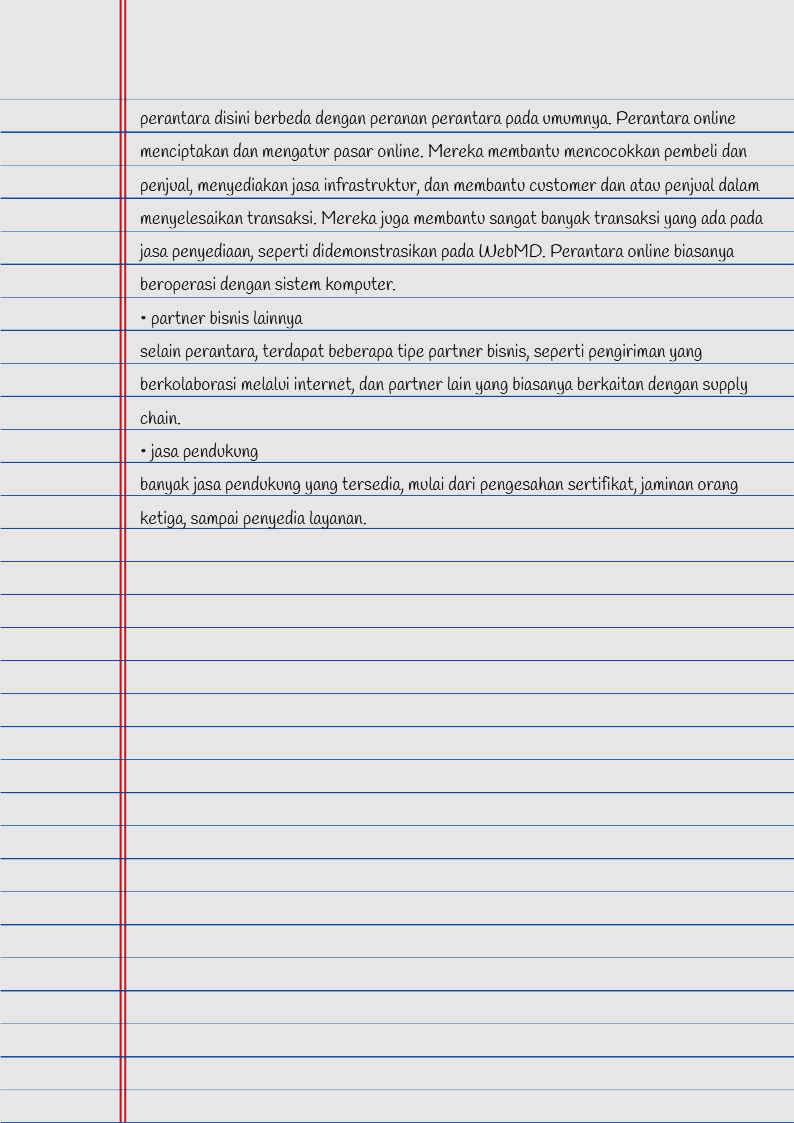 perantara disini berbeda dengan peranan perantara pada umumnya. Perantara online
menciptakan dan mengatur pasar online. Mereka membantu mencocokkan pembeli dan
penjual, menyediakan jasa infrastruktur, dan membantu customer dan atau penjual dalam
menyelesaikan transaksi. Mereka juga membantu sangat banyak transaksi yang ada pada
jasa penyediaan, seperti didemonstrasikan pada WebMD. Perantara online biasanya
beroperasi dengan sistem komputer.
• partner bisnis lainnya
selain perantara, terdapat beberapa tipe partner bisnis, seperti pengiriman yang
berkolaborasi melalui internet, dan partner lain yang biasanya berkaitan dengan supply
chain.
• jasa pendukung
banyak jasa pendukung yang tersedia, mulai dari pengesahan sertifikat, jaminan orang
ketiga, sampai penyedia layanan.